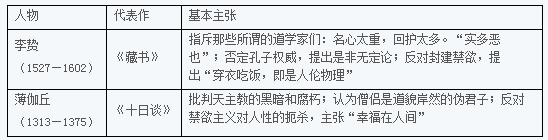 人物 代表作 基本主张
李贽
（1527—1602）
《藏书》
指斥那些所谓的道学家们：名心太重，回护太多。“实多恶
也”；否定孔子权威，提出是非无定论；反对封建禁欲，提
出“穿衣吃饭，即是人伦物理”
薄伽丘
（1313—1375）
《十日谈》
批判天主教的黑暗和腐朽；认为僧侣是道貌岸然的伪君子；反对
禁欲主义对人性的扼杀，主张“幸福在人间”